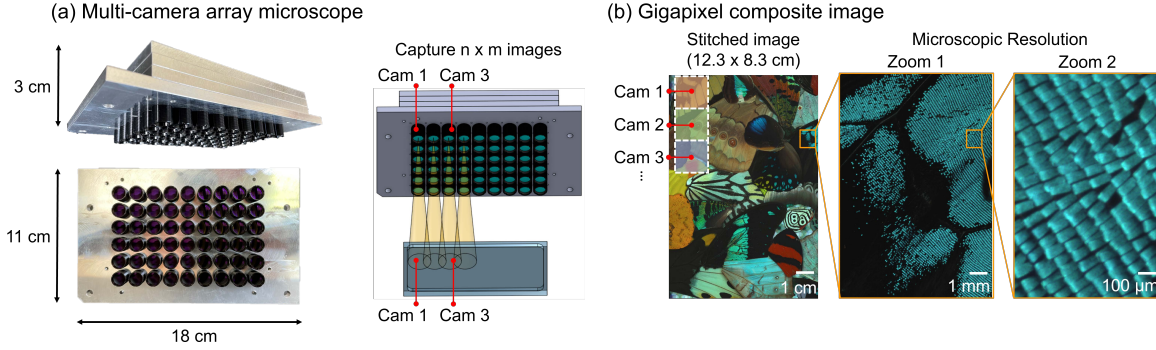 (a) Multi-camera array microscope
3 cm
11 cm
18 cm
Capture n x m images
Cam 1 Cam 3
Cam 1 Cam 3
(b) Gigapixel composite image
Stitched image
(12.3 x 8.3 cm)
Cam 1
Cam 2
Cam 3
...
1 cm
Microscopic Resolution
Zoom 1
1 mm
Zoom 2
100 μm